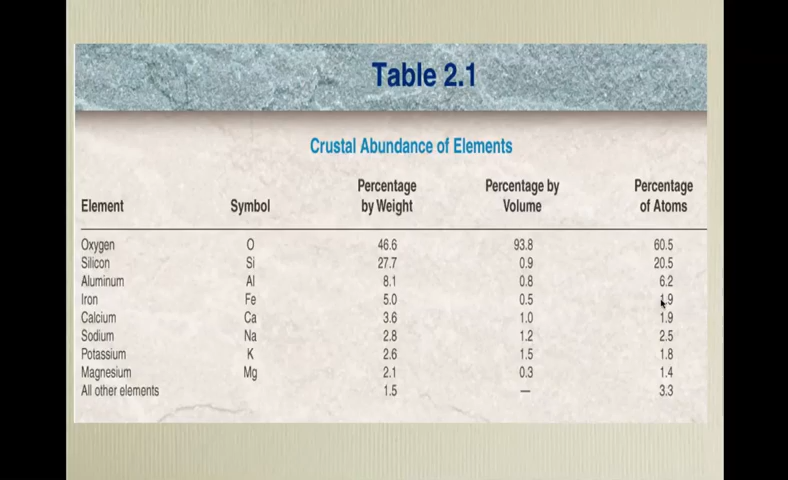 Table 2.1
Crustal Abundance of Elements
Element Symbol Percentage by Weight Percentage by Volume Percentage of Atoms
Oxygen O 46.6 93.8 60.5
Silicon Si 27.7 0.9 20.5
Aluminum Al 8.1 0.8 6.2
Iron Fe 5.0 0.5 1.9
Calcium Ca 3.6 1.0 1.9
Sodium Na 2.8 1.2 2.5
Potassium K 2.6 1.5 1.8
Magnesium Mg 2.1 0.3 1.4
All other elements 1.5 — 3.3